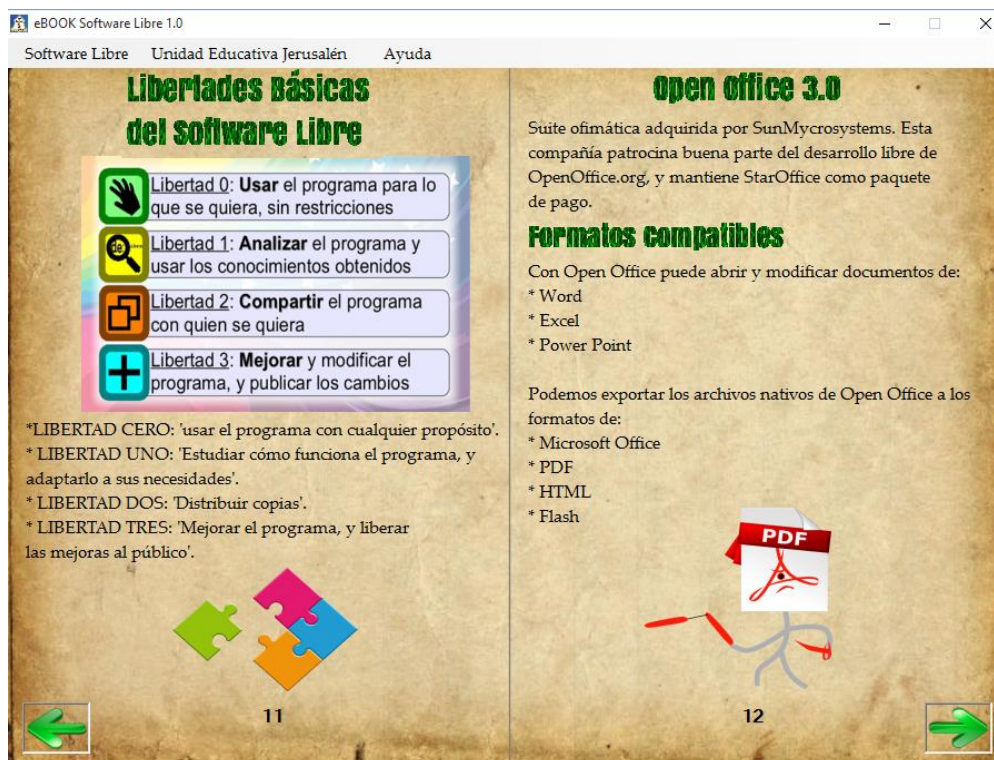 eBOOK Software Libre 1.0
Software Libre Unidad Educativa Jerusalén Ayuda
Libertades Básicas
del Software Libre
Libertad 0: Usar el programa para lo
que se quiera, sin restricciones
Libertad 1: Analizar el programa y
usar los conocimientos obtenidos
Libertad 2: Compartir el programa
con quien se quiera
Libertad 3: Mejorar y modificar el
programa, y publicar los cambios
*LIBERTAD CERO: 'usar el programa con cualquier propósito'.
* LIBERTAD UNO: 'Estudiar cómo funciona el programa, y
adaptarlo a sus necesidades'.
* LIBERTAD DOS: 'Distribuir copias'.
* LIBERTAD TRES: 'Mejorar el programa, y liberar
las mejoras al público'.
11
Open Office 3.0
Suite ofimática adquirida por SunMycrosystems. Esta
compañía patrocina buena parte del desarrollo libre de
OpenOffice.org, y mantiene StarOffice como paquete
de pago.
Formatos Compatibles
Con Open Office puede abrir y modificar documentos de:
* Word
* Excel
* Power Point
Podemos exportar los archivos nativos de Open Office a los
formatos de:
* Microsoft Office
* PDF
* HTML
* Flash
PDF
12